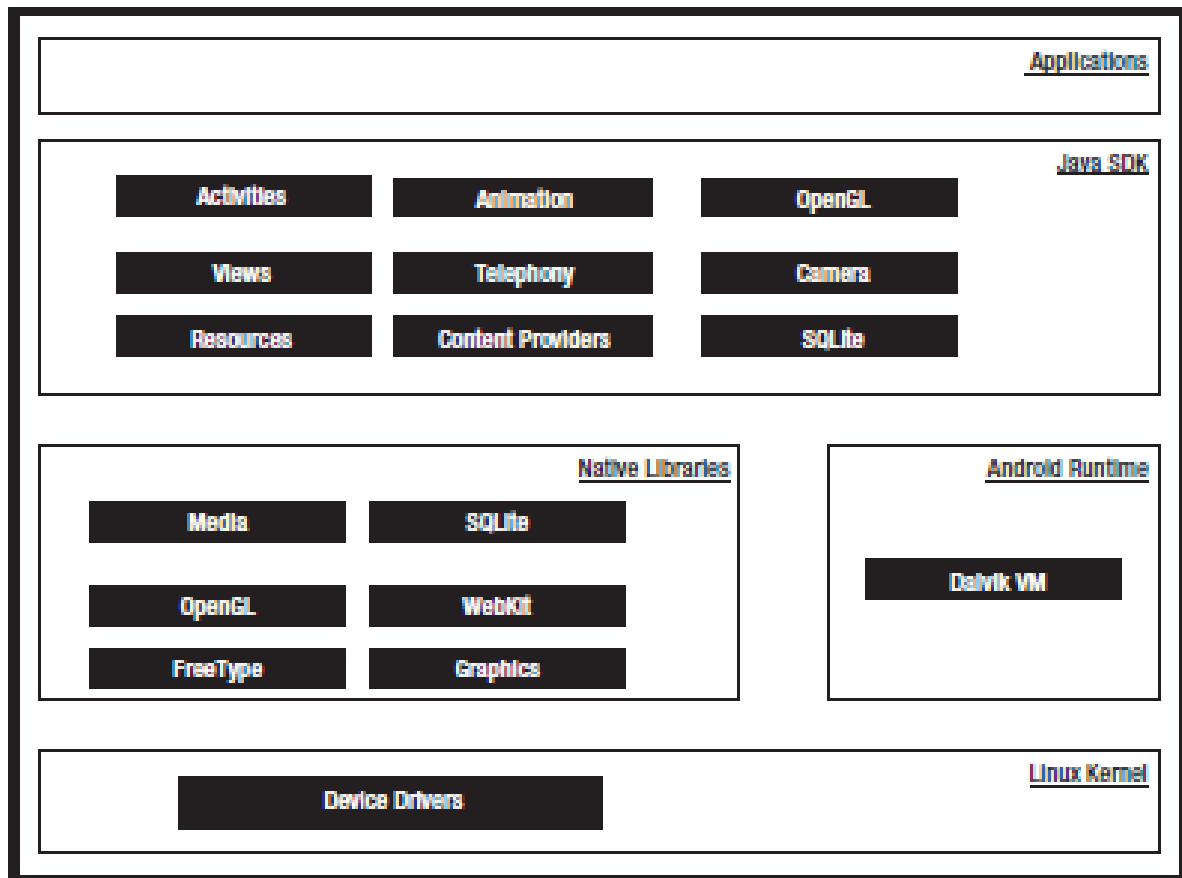 Applications
Java SDK
Activities
Animation
OpenGL
Views
Telephony
Camera
Resources
Content Providers
SQLite
Native Libraries
Media
SQLite
OpenGL
WebKit
FreeType
Graphics
Android Runtime
Dalvik VM
Linux Kernel
Device Drivers